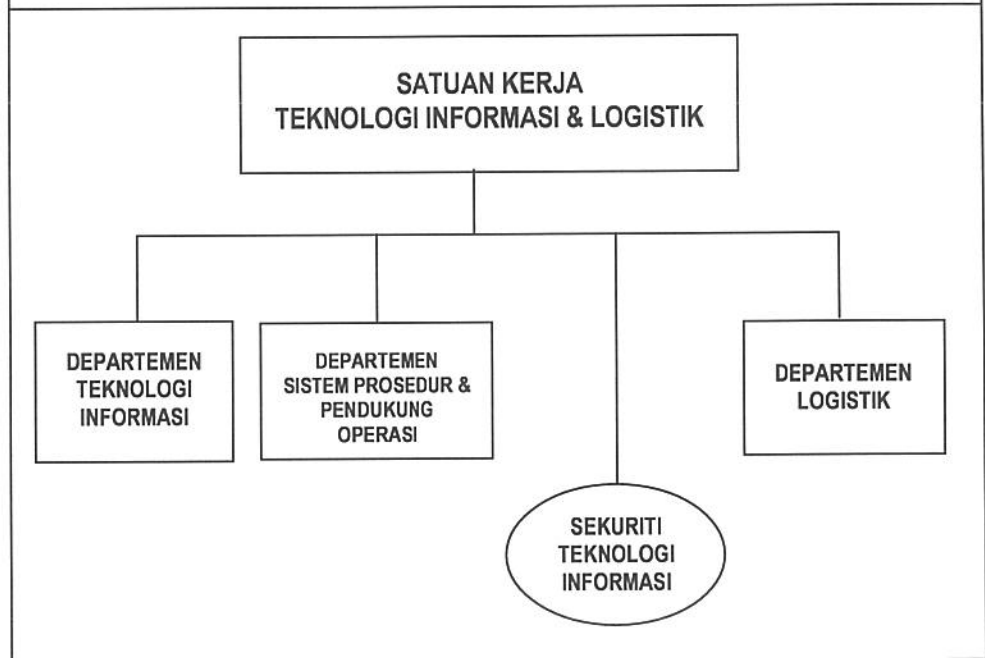 SATUAN KERJA
TEKNOLOGI INFORMASI & LOGISTIK
DEPARTEMEN
TEKNOLOGI
INFORMASI
DEPARTEMEN
SISTEM PROSEDUR &
PENDUKUNG
OPERASI
DEPARTEMEN
LOGISTIK
SEKURITI
TEKNOLOGI
INFORMASI